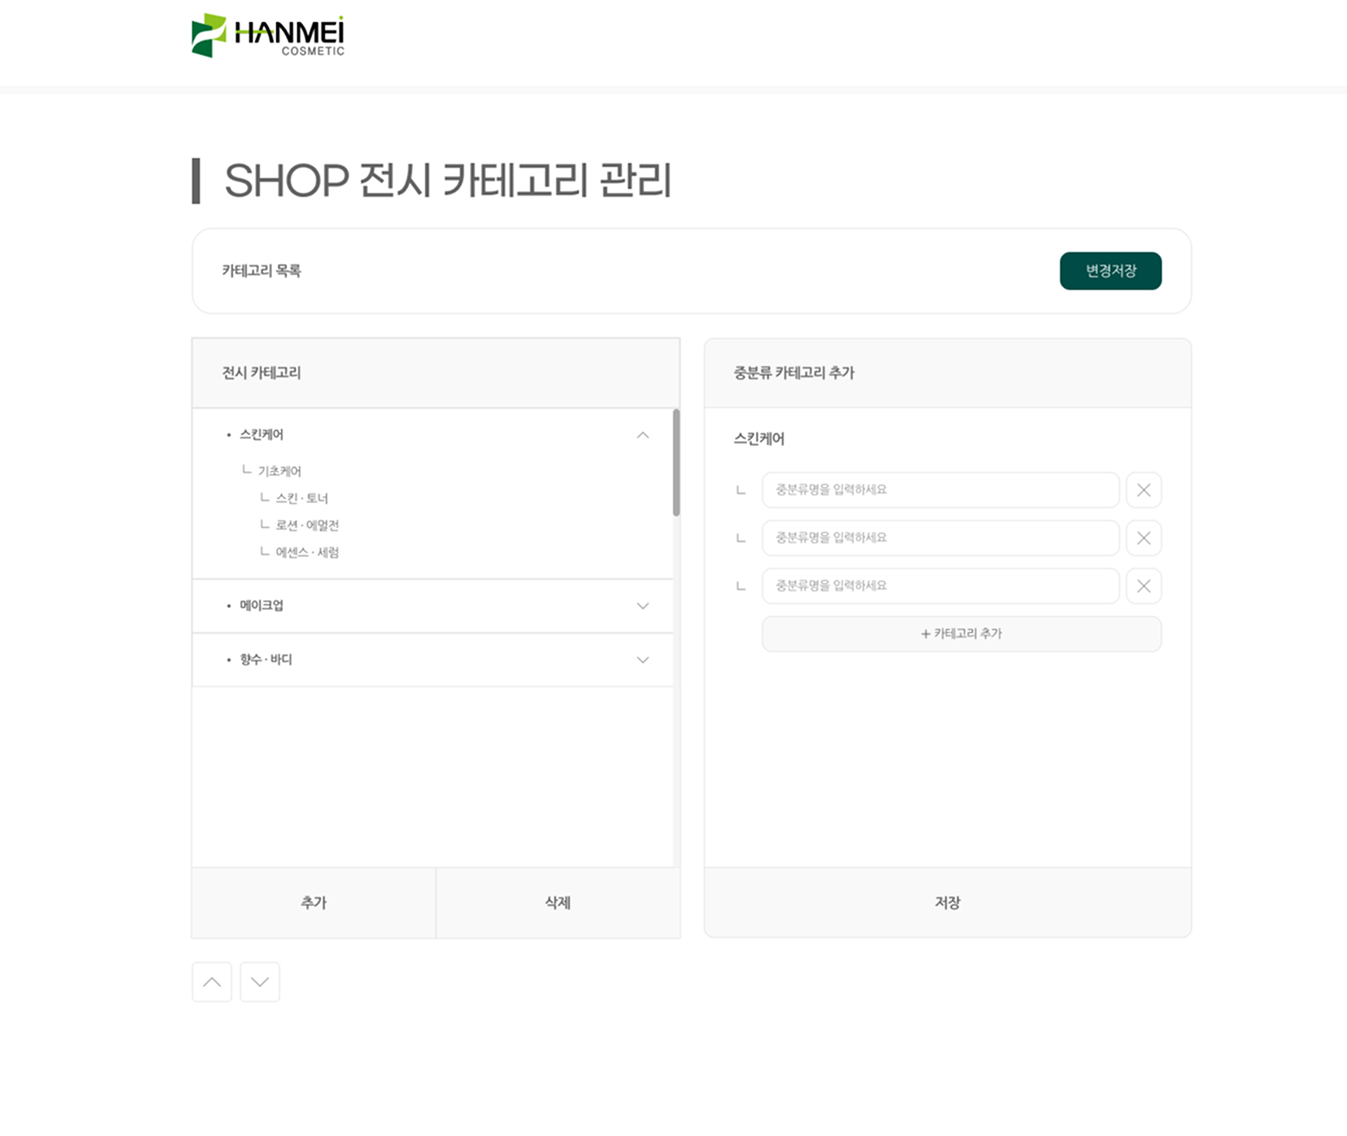 HANMEi
COSMETIC
SHOP 전시 카테고리 관리
카테고리 목록
변경저장
전시 카테고리
• 스킨케어
ㄴ 기초케어
ㄴ 스킨 · 토너
ㄴ 로션 · 에멀전
ㄴ 에센스 · 세럼
• 메이크업
• 향수 · 바디
추가
삭제
중분류 카테고리 추가
스킨케어
ㄴ 중분류명을 입력하세요
ㄴ 중분류명을 입력하세요
ㄴ 중분류명을 입력하세요
+ 카테고리 추가
저장